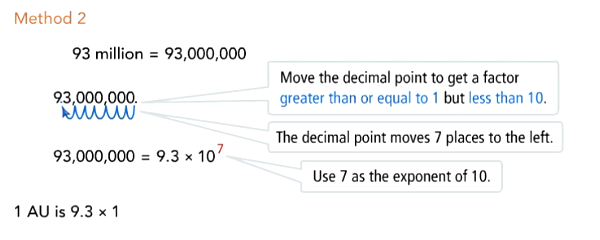 Method 2
93 million = 93,000,000
93,000,000.
Move the decimal point to get a factor
greater than or equal to 1 but less than 10.
The decimal point moves 7 places to the left.
93,000,000 = 9.3 × 10⁷
Use 7 as the exponent of 10.
1 AU is 9.3 × 1